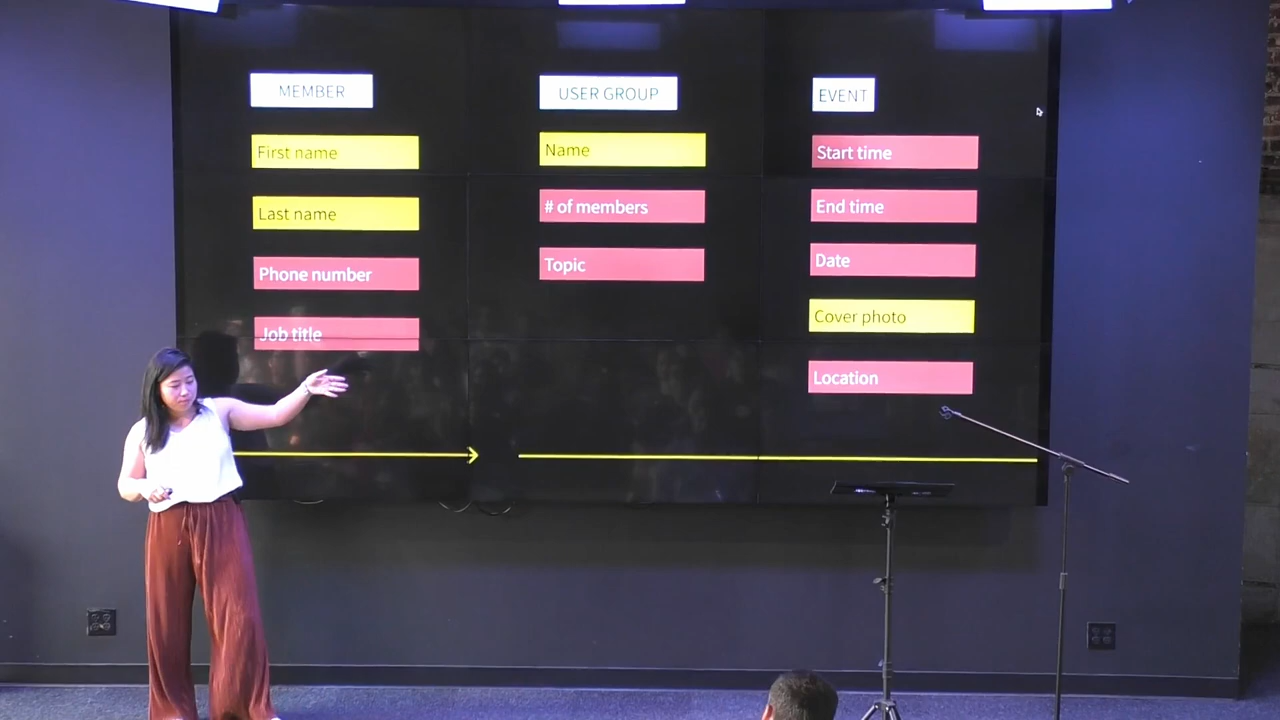 MEMBER
First name
Last name
Phone number
Job title
USER GROUP
Name
# of members
Topic
EVENT
Start time
End time
Date
Cover photo
Location